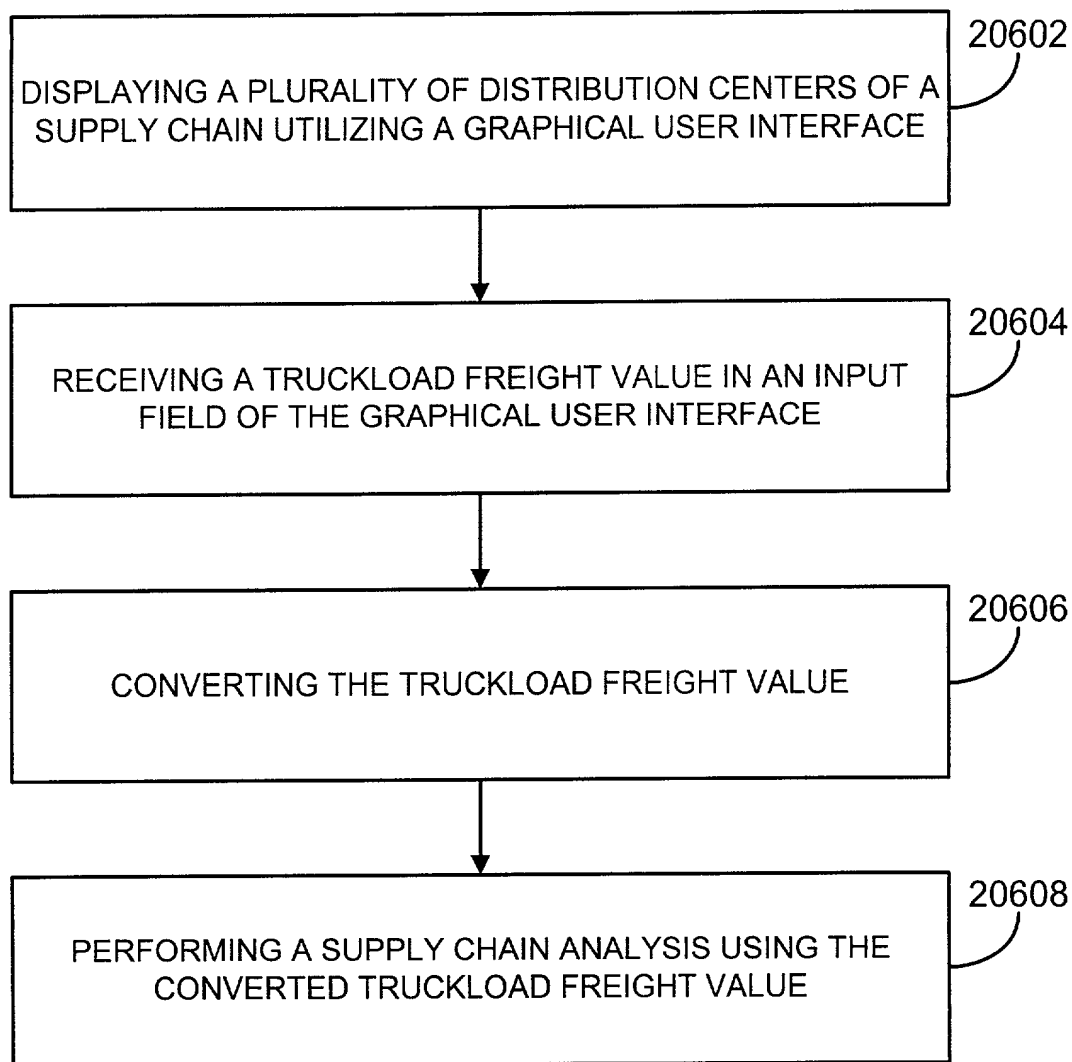 20602
DISPLAYING A PLURALITY OF DISTRIBUTION CENTERS OF A
SUPPLY CHAIN UTILIZING A GRAPHICAL USER INTERFACE
20604
RECEIVING A TRUCKLOAD FREIGHT VALUE IN AN INPUT
FIELD OF THE GRAPHICAL USER INTERFACE
20606
CONVERTING THE TRUCKLOAD FREIGHT VALUE
20608
PERFORMING A SUPPLY CHAIN ANALYSIS USING THE
CONVERTED TRUCKLOAD FREIGHT VALUE